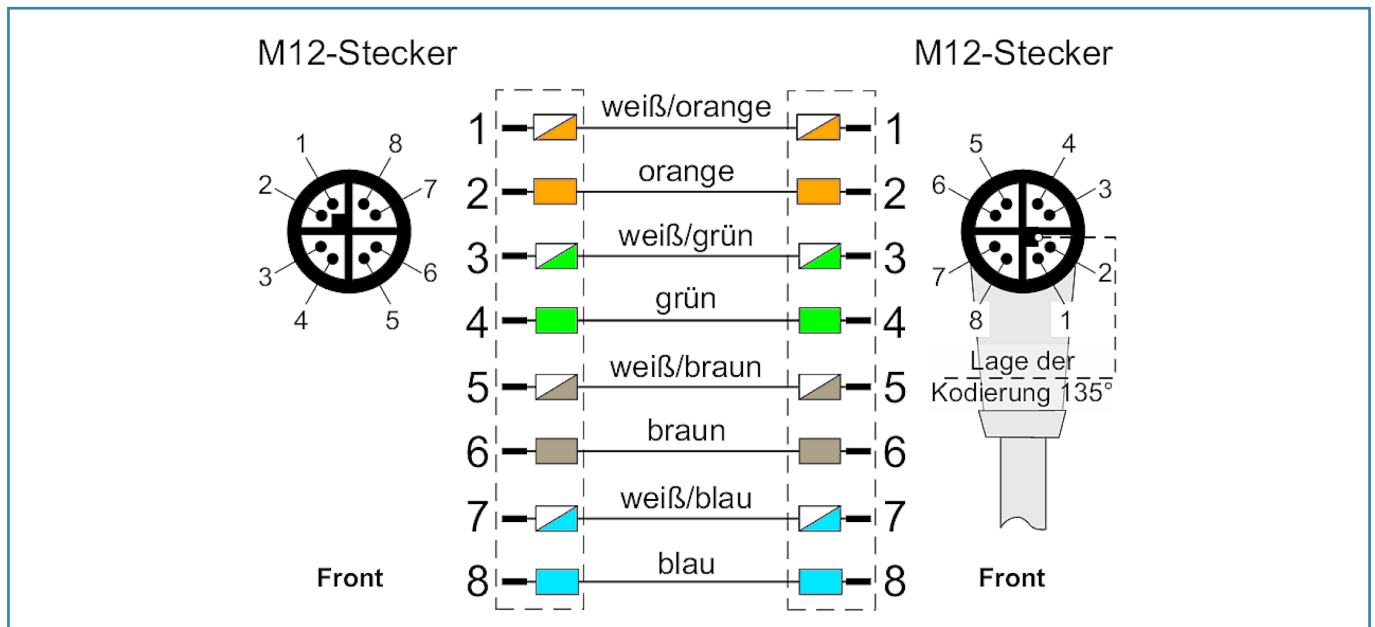 M12-Stecker
M12-Stecker
1 weiß/orange 1
2 orange 2
3 weiß/grün 3
4 grün 4
5 weiß/braun 5
6 braun 6
7 weiß/blau 7
8 blau 8
1 8
2 7
3 6
4 5
5 4
6 3
7 2
8 1
Lage der
Kodierung 135°
Front
Front